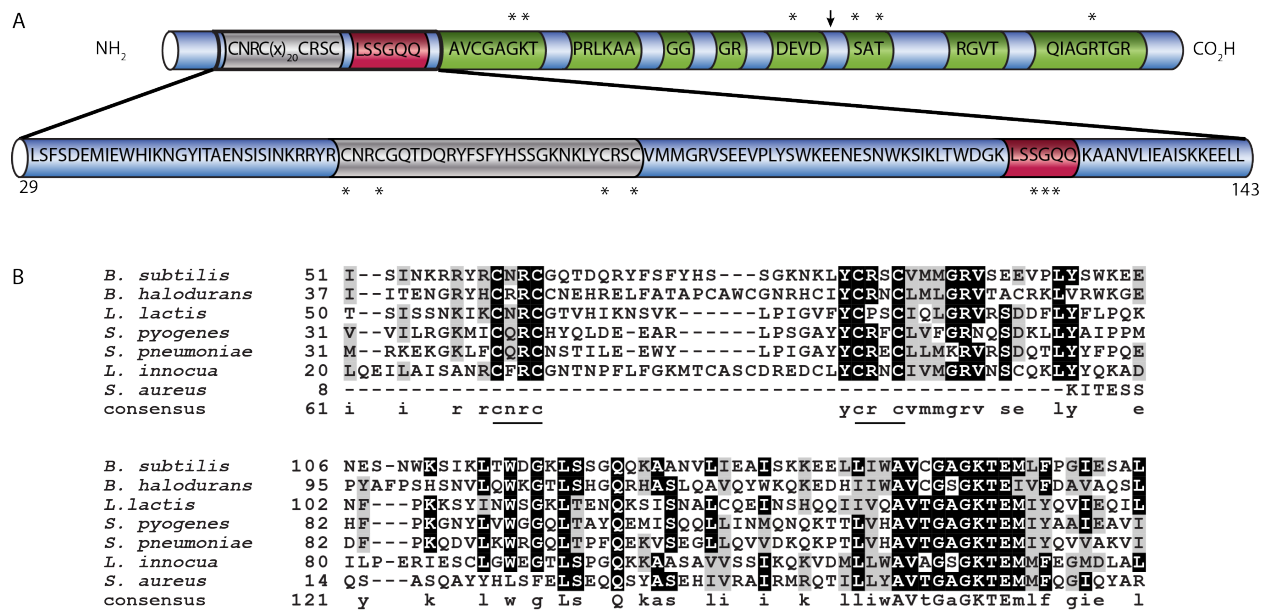 A
* * * * * *
NH2 CNRC(x)20CRSC LSSGQQ AVCGAGKT PRLKAA GG GR DEVD SAT RGVT QIAGRTGR CO2H
LSFSDEMIEWHIKNGYITAENSISINKRRYR CNRCGQTDQRYFSFYHSSGKNKLYCRSC VMMGRVSEEVPLYSWKEENESNWKSIKLTWDGK LSSGQQ KAANVLIEAISKKEELL
29 * * * * *** 143
B
B. subtilis 51 I--SINKRRYRCNRCGQTDQRYFSFYHS---SGKNKLYCRSCVMMGRVSEEVPLYSWKEE
B. halodurans 37 I--ITENGRYHCRRCCNEHRELFATAPCAWCGNRHCIYCRNCLMLGRVTACRKLVRWKGE
L. lactis 50 T--SISSNKIKCNRCGTVHIKNSVK------LPIGVFYCPSCIQLGRVRSDDFLYFLPQK
S. pyogenes 31 V--VILRGKMICQRCHYQLDE-EAR------LPSGAYYCRFCLVFGRNQSDKLLYAIPPM
S. pneumoniae 31 M--RKEKGKLFCQRCNSTILE-EWY------LPIGAYYCRECLLMKRVRSDQTLYYFPQE
L. innocua 20 LQEILAISANRCFRCGNTNPFLFGKMTCASCDREDCLYCRNCIVMGRVNSCQKLYYQKAD
S. aureus 8 ------------------------------------------------------KITESS
consensus 61 i i r rcnrc ycr cvmmgrv se ly e
B. subtilis 106 NES-NWKSIKLTWDGKLSSGQQKAANVLIEAISKKEELLIWAVCGAGKTEMLFPGIESAL
B. halodurans 95 PYAFPSHSNVLQWKGTLSHGQRHASLQAVQYWKQKEDHIIWAVCGSGKTEIVFDAVAQSL
L.lactis 102 NF---PKKSYINWSGKLTENQKSISNALCQEINSHQQIIVQAVTGAGKTEMIYQVIEQIL
S. pyogenes 82 HF---PKGNYLVWGGQLTAYQEMISQQLLINMQNQKTTLVHAVTGAGKTEMIYAAIEAVI
S. pneumoniae 82 DF---PKQDVLKWRGQLTPFQEKVSEGLLQVVDKQKPTLVHAVTGAGKTEMIYQVVAKVI
L. innocua 80 ILP-ERIESCLGWEGTLSPGQKKAASAVVSSIKQKVDMLLWAVAGSGKTEMMFEGMDLAL
S. aureus 14 QS---ASQAYYHLSFELSEQQSYASEHIVRAIRMRQTILLYAVTGAGKTEMMFQGIQYAR
consensus 121 y k l w g Ls Q kas li i k lliwAVtGaGKTEmlf gie l